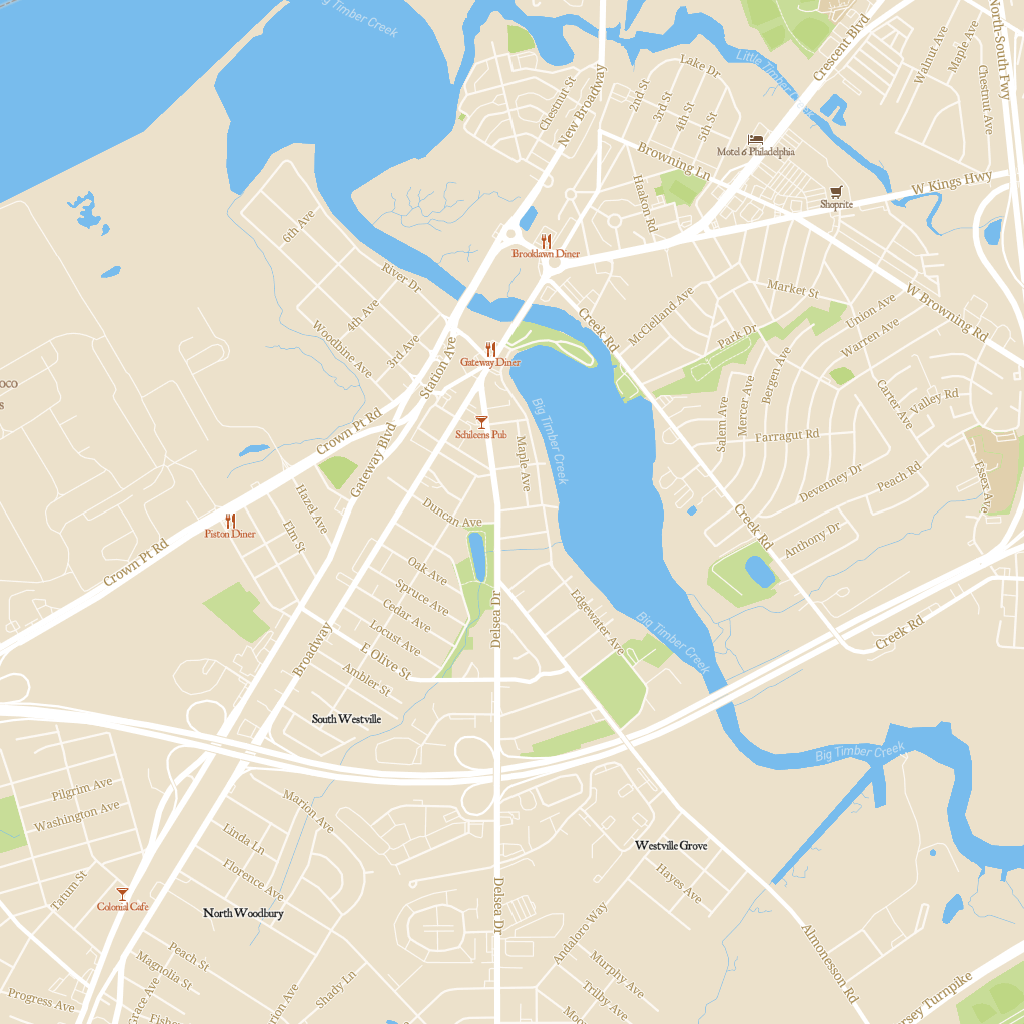 Big Timber Creek
North-South Fwy
Crescent Blvd
Walnut Ave
Maple Ave
Lake Dr
Little Timber Creek
Chestnut Ave
New Broadway
Chestnut St
2nd St
3rd St
4th St
5th St
Motel 6 Philadelphia
Browning Ln
W Kings Hwy
Haakon Rd
Shoprite
6th Ave
Brooklawn Diner
River Dr
Market St
W Browning Rd
McClelland Ave
Union Ave
4th Ave
Creek Rd
Park Dr
Warren Ave
Woodbine Ave
3rd Ave
Station Ave
Gateway Diner
Bergen Ave
Mercer Ave
Salem Ave
Carter Ave
Valley Rd
oco
s
Crown Pt Rd
Schileens Pub
Big Timber Creek
Farragut Rd
Gateway Blvd
Maple Ave
Devenney Dr
Peach Rd
Essex Ave
Hazel Ave
Duncan Ave
Creek Rd
Piston Diner
Elm St
Anthony Dr
Crown Pt Rd
Oak Ave
Spruce Ave
Cedar Ave
Delsea Dr
Edgewater Ave
Locust Ave
Big Timber Creek
Creek Rd
Broadway
E Olive St
Ambler St
South Westville
Big Timber Creek
Pilgrim Ave
Washington Ave
Marion Ave
Linda Ln
Westville Grove
Florence Ave
Hayes Ave
Tatum St
Colonial Cafe
North Woodbury
Delsea Dr
Andaloro Way
Almonesson Rd
Peach St
Magnolia St
Murphy Ave
Shady Ln
Trilby Ave
Progress Ave
Grace Ave
rion Ave
ersey Turnpike